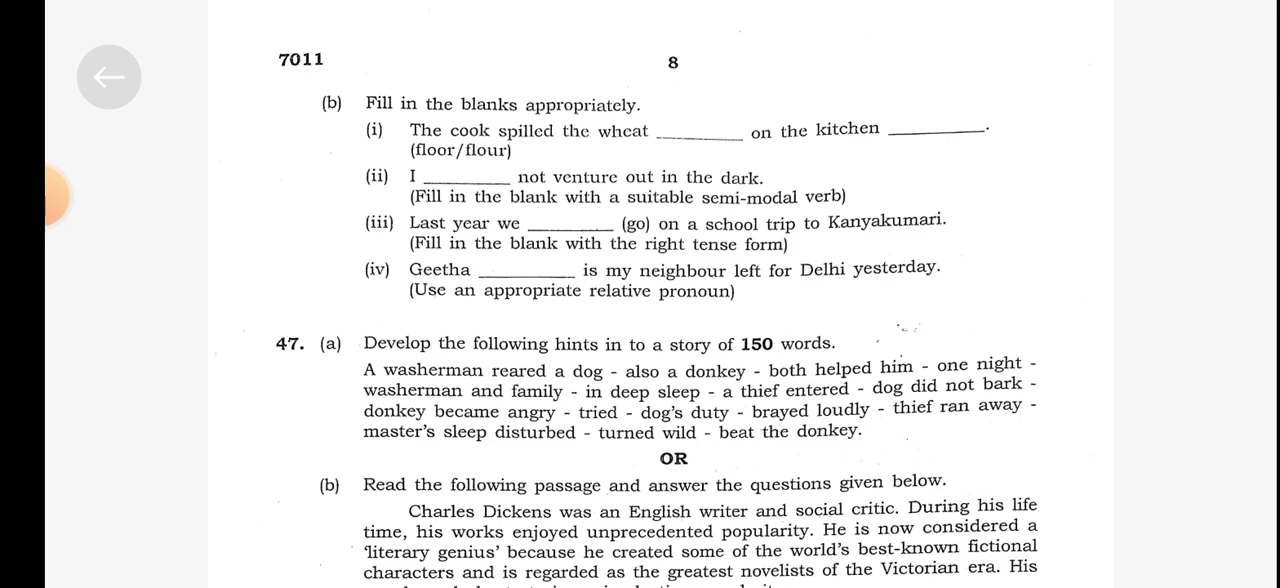 7011
8
(b) Fill in the blanks appropriately.
(i) The cook spilled the wheat __________ on the kitchen ___________.
(floor/flour)
(ii) I __________ not venture out in the dark.
(Fill in the blank with a suitable semi-modal verb)
(iii) Last year we __________ (go) on a school trip to Kanyakumari.
(Fill in the blank with the right tense form)
(iv) Geetha ___________ is my neighbour left for Delhi yesterday.
(Use an appropriate relative pronoun)
47. (a) Develop the following hints in to a story of 150 words.
A washerman reared a dog - also a donkey - both helped him - one night -
washerman and family - in deep sleep - a thief entered - dog did not bark -
donkey became angry - tried - dog's duty - brayed loudly - thief ran away -
master's sleep disturbed - turned wild - beat the donkey.
OR
(b) Read the following passage and answer the questions given below.
Charles Dickens was an English writer and social critic. During his life
time, his works enjoyed unprecedented popularity. He is now considered a
'literary genius' because he created some of the world's best-known fictional
characters and is regarded as the greatest novelists of the Victorian era. His